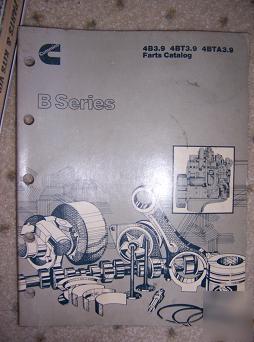 4B3.9 4BT3.9 4BTA3.9
Parts Catalog
B Series